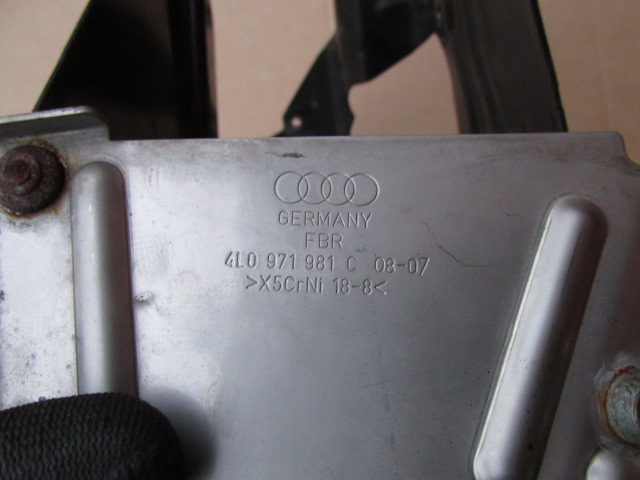 GERMANY
FBR
4L0 971 981 C 08-07
>X5CrNi 18-8<